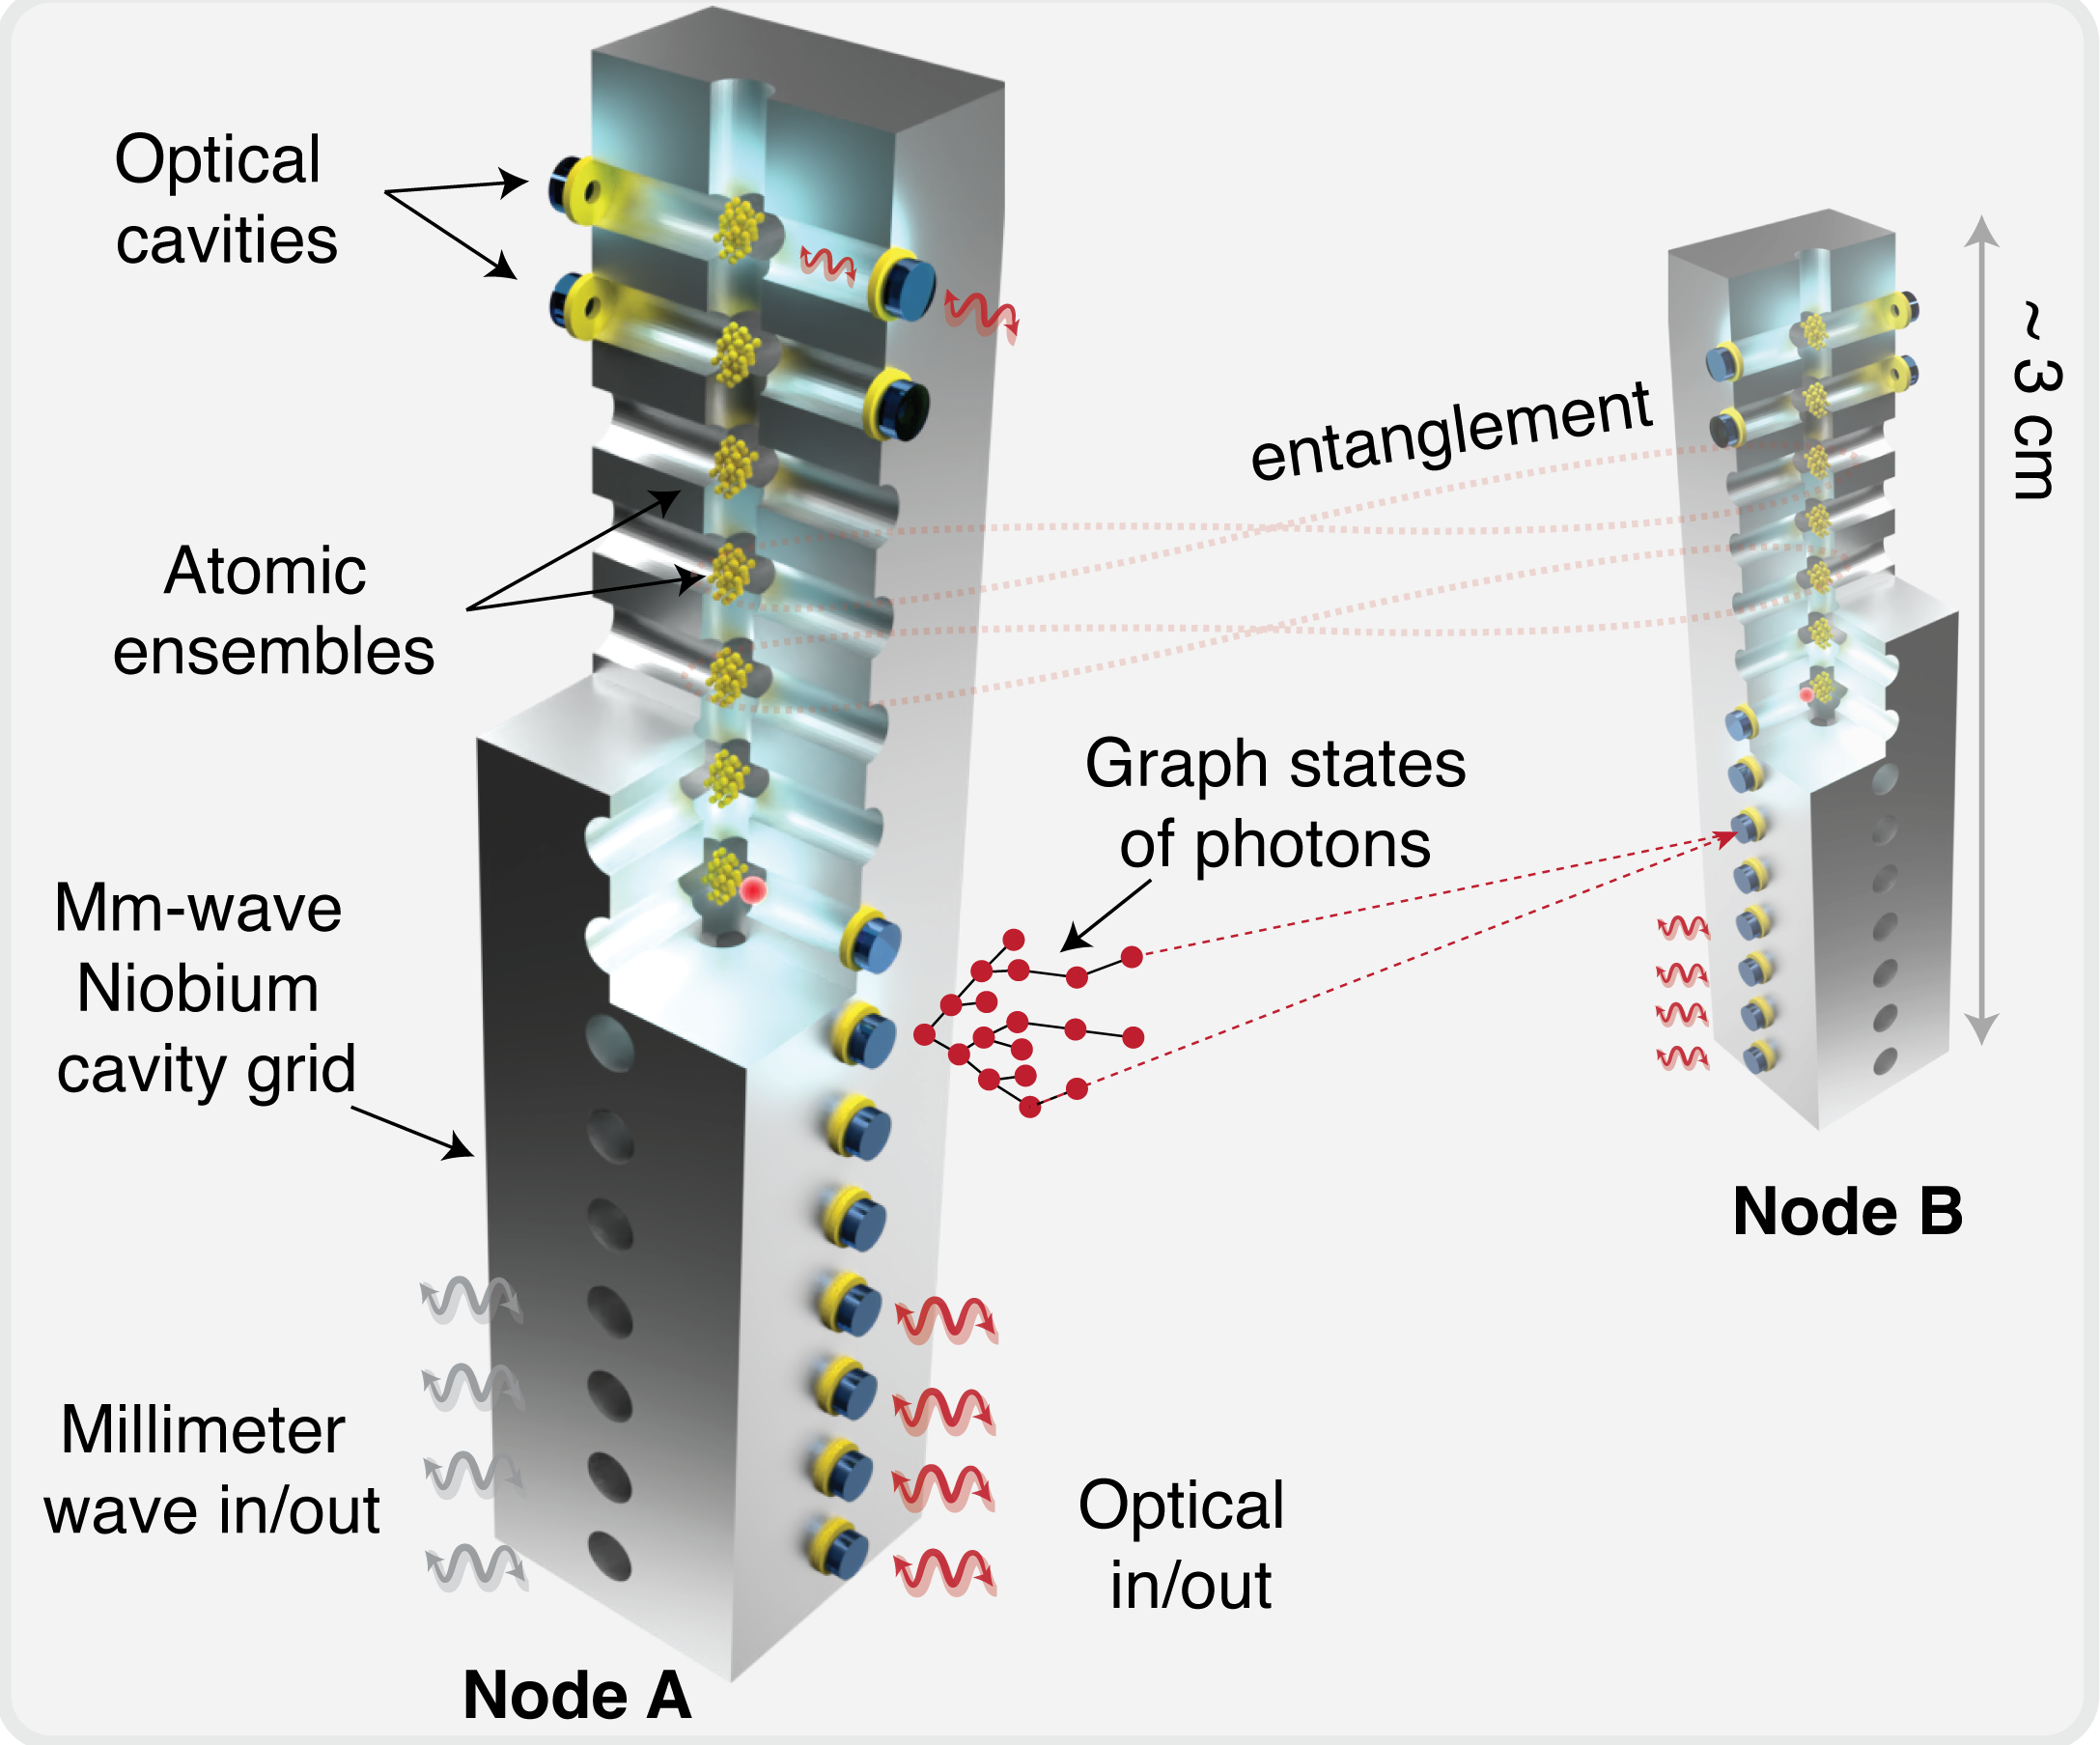 Optical
cavities
Atomic
ensembles
Mm-wave
Niobium
cavity grid
Millimeter
wave in/out
Node A
entanglement
Graph states
of photons
Optical
in/out
~ 3 cm
Node B